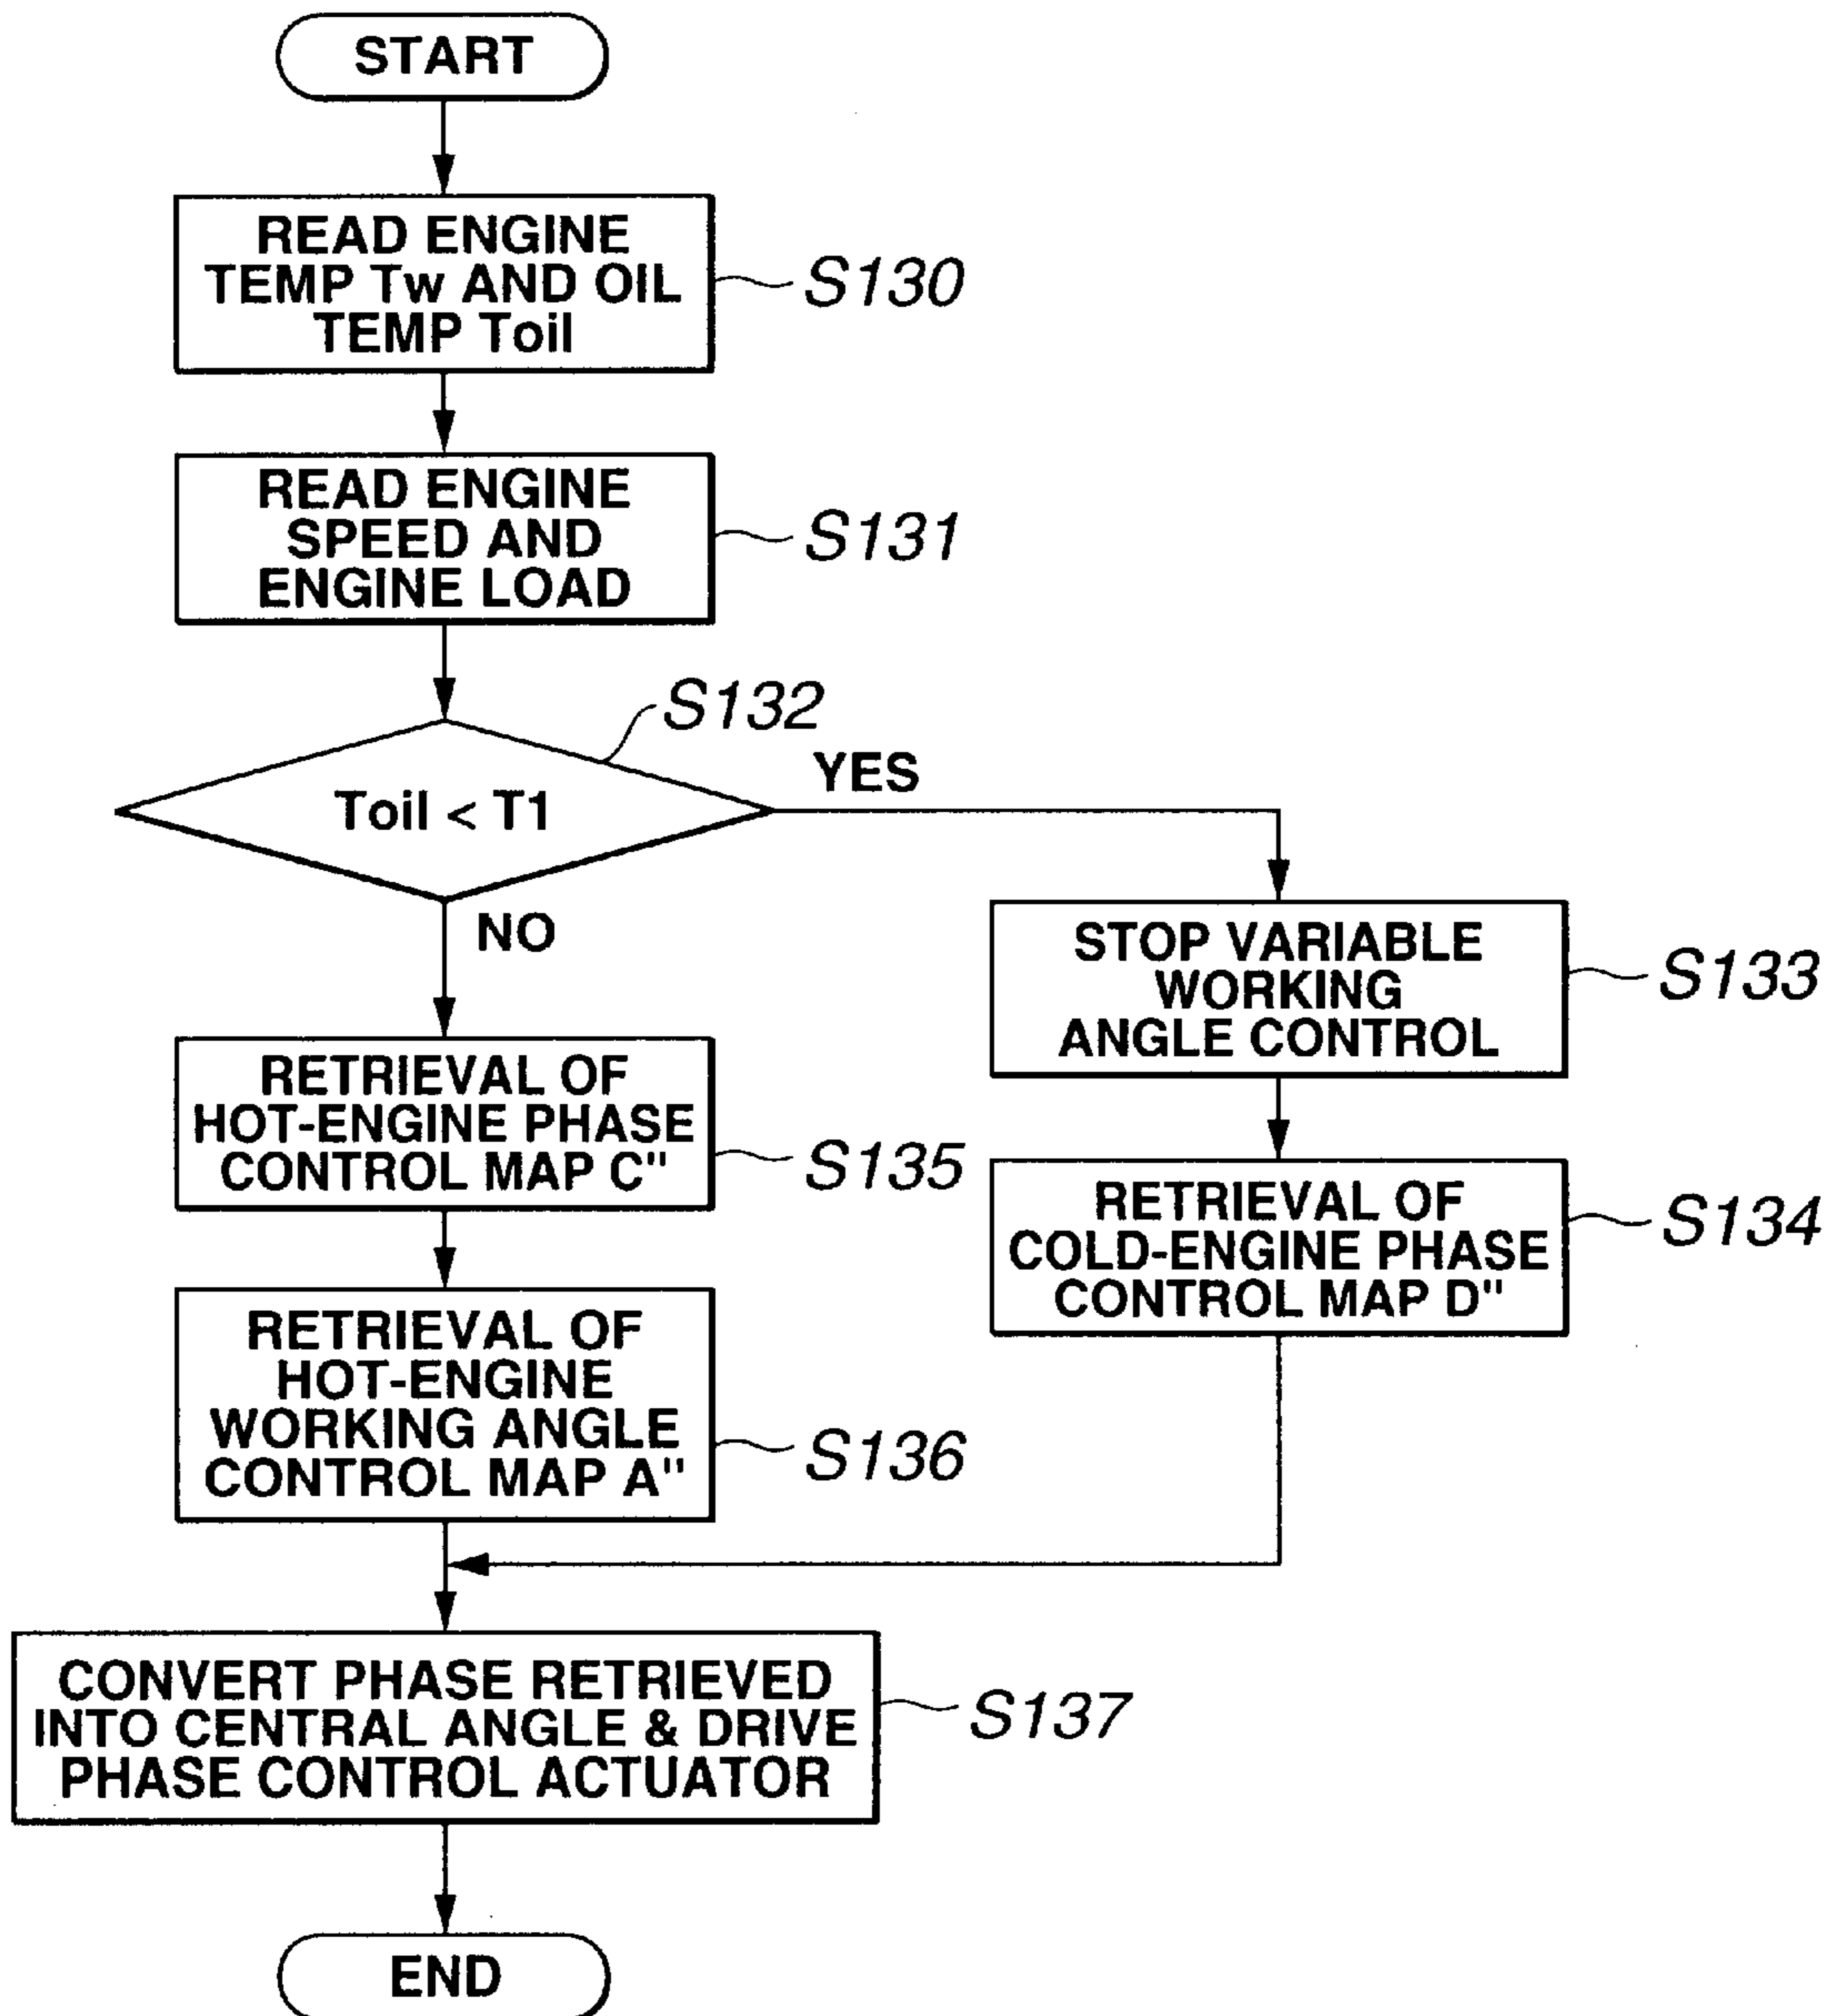 START
READ ENGINE
TEMP Tw AND OIL
TEMP Toil
S130
READ ENGINE
SPEED AND
ENGINE LOAD
S131
S132
Toil < T1
YES
NO
STOP VARIABLE
WORKING
ANGLE CONTROL
S133
RETRIEVAL OF
HOT-ENGINE PHASE
CONTROL MAP C"
S135
RETRIEVAL OF
COLD-ENGINE PHASE
CONTROL MAP D"
S134
RETRIEVAL OF
HOT-ENGINE
WORKING ANGLE
CONTROL MAP A"
S136
CONVERT PHASE RETRIEVED
INTO CENTRAL ANGLE & DRIVE
PHASE CONTROL ACTUATOR
S137
END